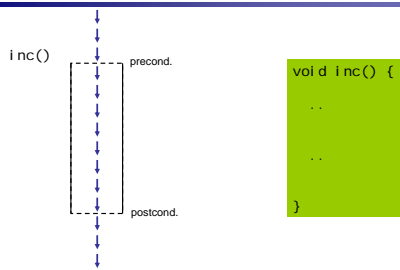 inc()
precond.
postcond.
void inc() {
..
..
}